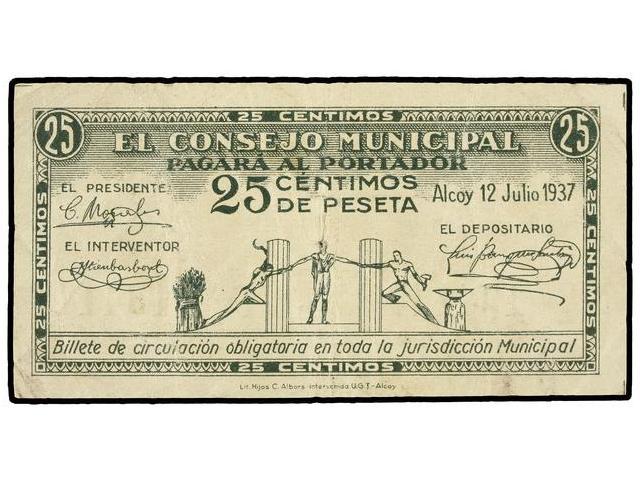 25 CENTIMOS
25
25
EL CONSEJO MUNICIPAL
PAGARÁ AL PORTADOR
25 CÉNTIMOS
DE PESETA
Alcoy 12 Julio 1937
EL PRESIDENTE
EL INTERVENTOR
EL DEPOSITARIO
25 CENTIMOS
25 CENTIMOS
Billete de circulación obligatoria en toda la jurisdicción Municipal
25 CENTIMOS
Lit. Hijos C. Albors intervenida U.G.T.-Alcoy